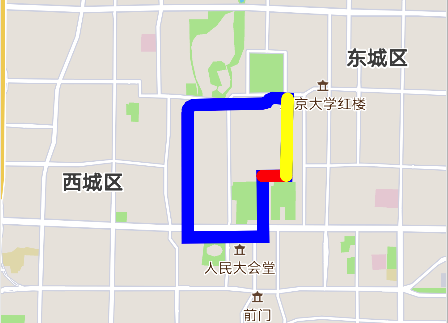 东城区
京大学红楼
西城区
人民大会堂
前门